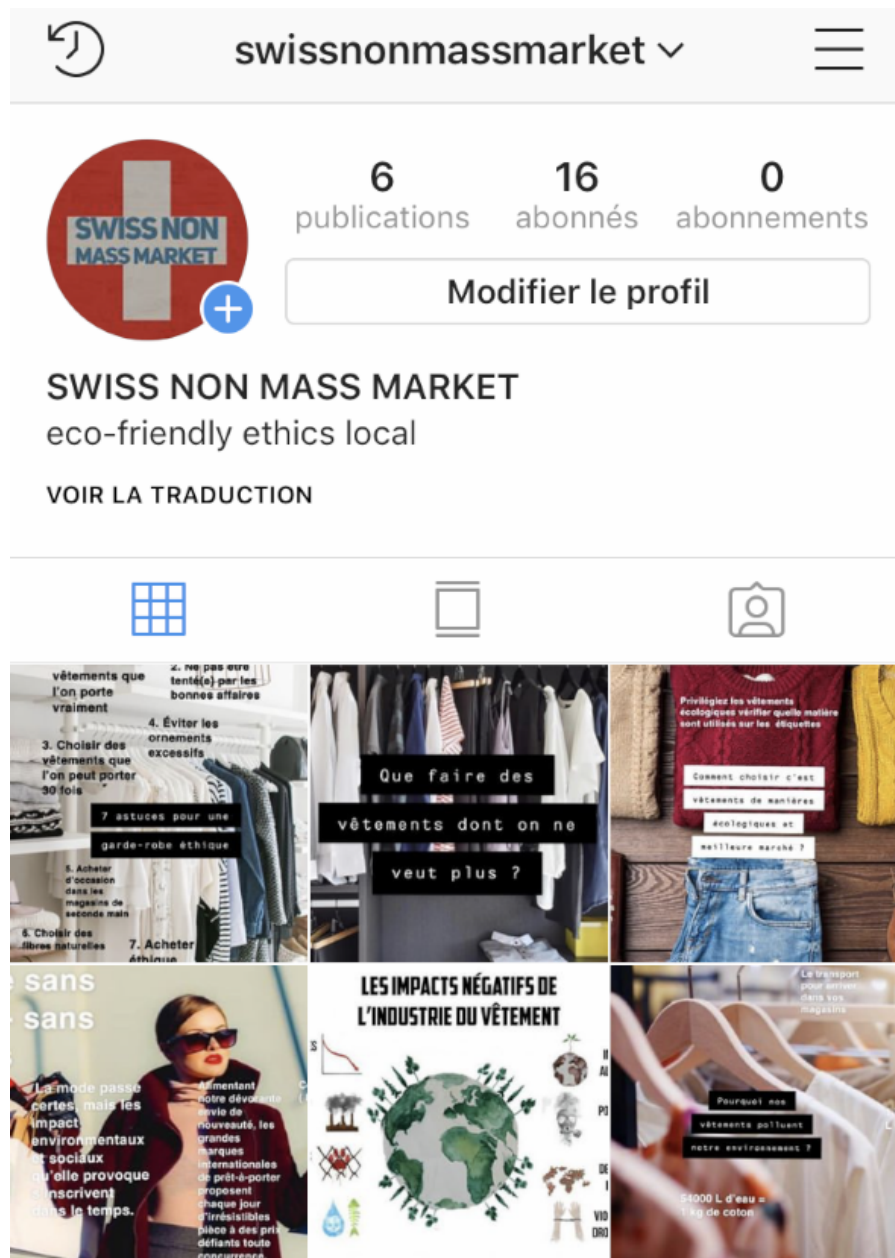 swissnonmassmarket
6 16 0
publications abonnés abonnements
SWISS NON
MASS MARKET
Modifier le profil
SWISS NON MASS MARKET
eco-friendly ethics local
VOIR LA TRADUCTION
vêtements que
l'on porte
vraiment
2. Ne pas être
tenté(a) par les
bonnes affaires
3. Choisir des
vêtements que
l'on peut porter
30 fois
4. Éviter les
ornements
excessifs
7 astuces pour une
garde-robe éthique
5. Acheter
d'occasion
dans les
magasins de
seconde main
6. Choisir des
fibres naturelles
7. Acheter
éthique
Que faire des
vêtements dont on ne
veut plus ?
Privilégiez les vêtements
écologiques vérifier quelle matière
sont utilisés sur les étiquettes
Comment choisir c'est
vêtements de manières
écologiques et
meilleure marché ?
sans
sans
La mode passe
certes, mais les
impact
environmentaux
et sociaux
qu'elle provoque
s'inscrivent
dans le temps.
Alimentant
notre dévorante
envie de
nouveauté, les
grandes
marques
internationales
de prêt-à-porter
proposent
chaque jour
d'irrésistibles
pièce à des prix
défiants toute
concurrence
LES IMPACTS NÉGATIFS DE
L'INDUSTRIE DU VÊTEMENT
Le transport
pour arriver
dans vos
magasins
Pourquoi nos
vêtements polluent
notre environnement ?
54000 L d'eau =
1 kg de coton